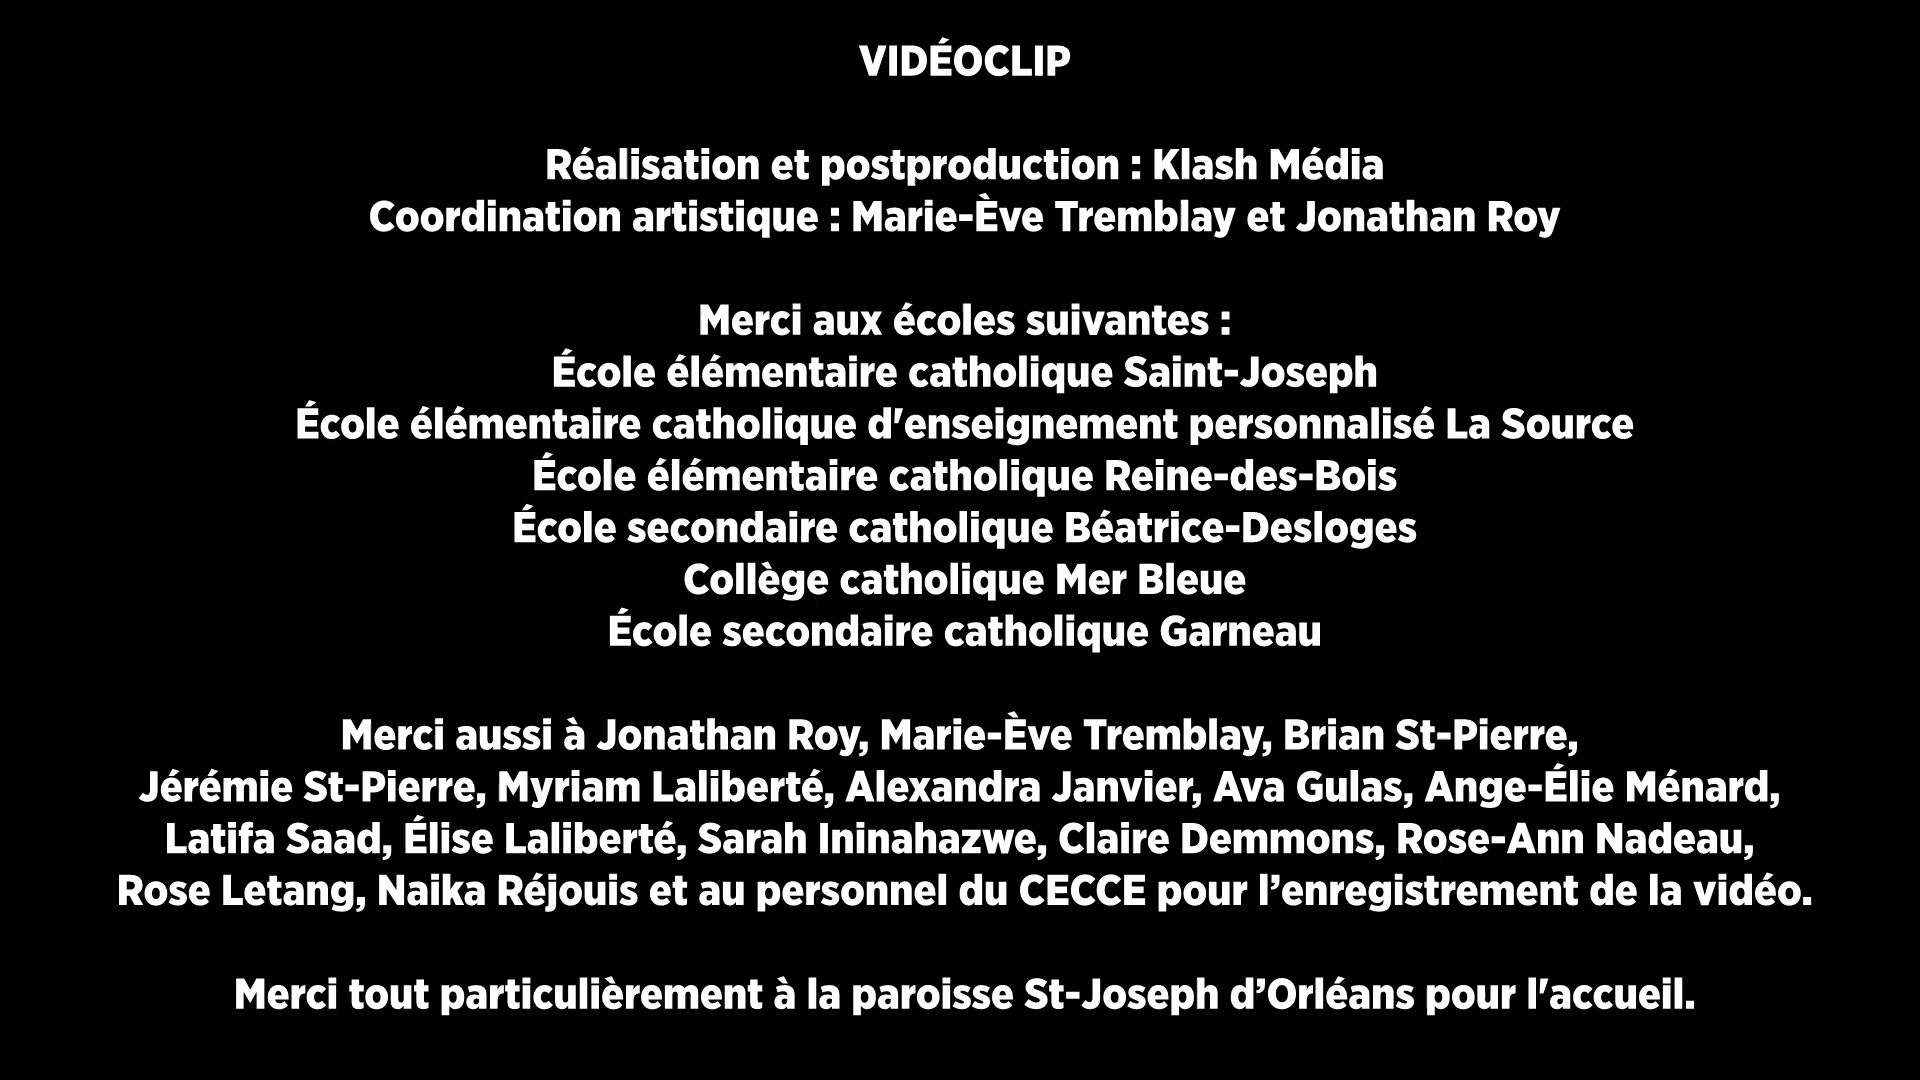 VIDÉOCLIP
Réalisation et postproduction : Klash Média
Coordination artistique : Marie-Ève Tremblay et Jonathan Roy
Merci aux écoles suivantes :
École élémentaire catholique Saint-Joseph
École élémentaire catholique d'enseignement personnalisé La Source
École élémentaire catholique Reine-des-Bois
École secondaire catholique Béatrice-Desloges
Collège catholique Mer Bleue
École secondaire catholique Garneau
Merci aussi à Jonathan Roy, Marie-Ève Tremblay, Brian St-Pierre,
Jérémie St-Pierre, Myriam Laliberté, Alexandra Janvier, Ava Gulas, Ange-Élie Ménard,
Latifa Saad, Élise Laliberté, Sarah Ininahazwe, Claire Demmons, Rose-Ann Nadeau,
Rose Letang, Naika Réjouis et au personnel du CECCE pour l’enregistrement de la vidéo.
Merci tout particulièrement à la paroisse St-Joseph d’Orléans pour l'accueil.